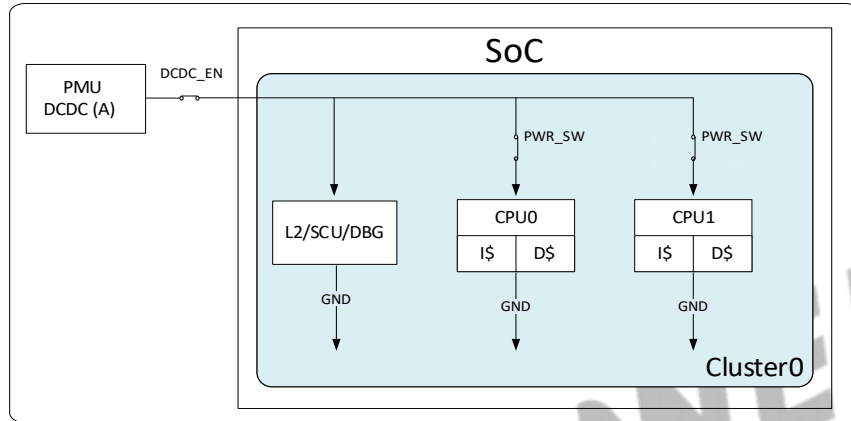 SoC
DCDC_EN
PMU
DCDC (A)
PWR_SW
PWR_SW
L2/SCU/DBG
CPU0
I$ D$
CPU1
I$ D$
GND
GND
GND
Cluster0